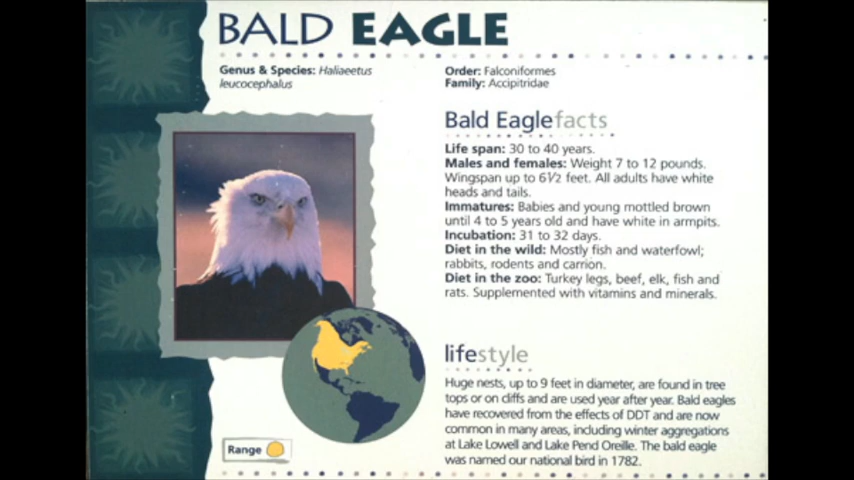 BALD EAGLE
Genus & Species: Haliaeetus
leucocephalus
Order: Falconiformes
Family: Accipitridae
Bald Eagle facts
Life span: 30 to 40 years.
Males and females: Weight 7 to 12 pounds.
Wingspan up to 61/2 feet. All adults have white
heads and tails.
Immatures: Babies and young mottled brown
until 4 to 5 years old and have white in armpits.
Incubation: 31 to 32 days.
Diet in the wild: Mostly fish and waterfowl;
rabbits, rodents and carrion.
Diet in the zoo: Turkey legs, beef, elk, fish and
rats. Supplemented with vitamins and minerals.
lifestyle
Huge nests, up to 9 feet in diameter, are found in tree
tops or on cliffs and are used year after year. Bald eagles
have recovered from the effects of DDT and are now
common in many areas, including winter aggregations
at Lake Lowell and Lake Pend Oreille. The bald eagle
was named our national bird in 1782.
Range